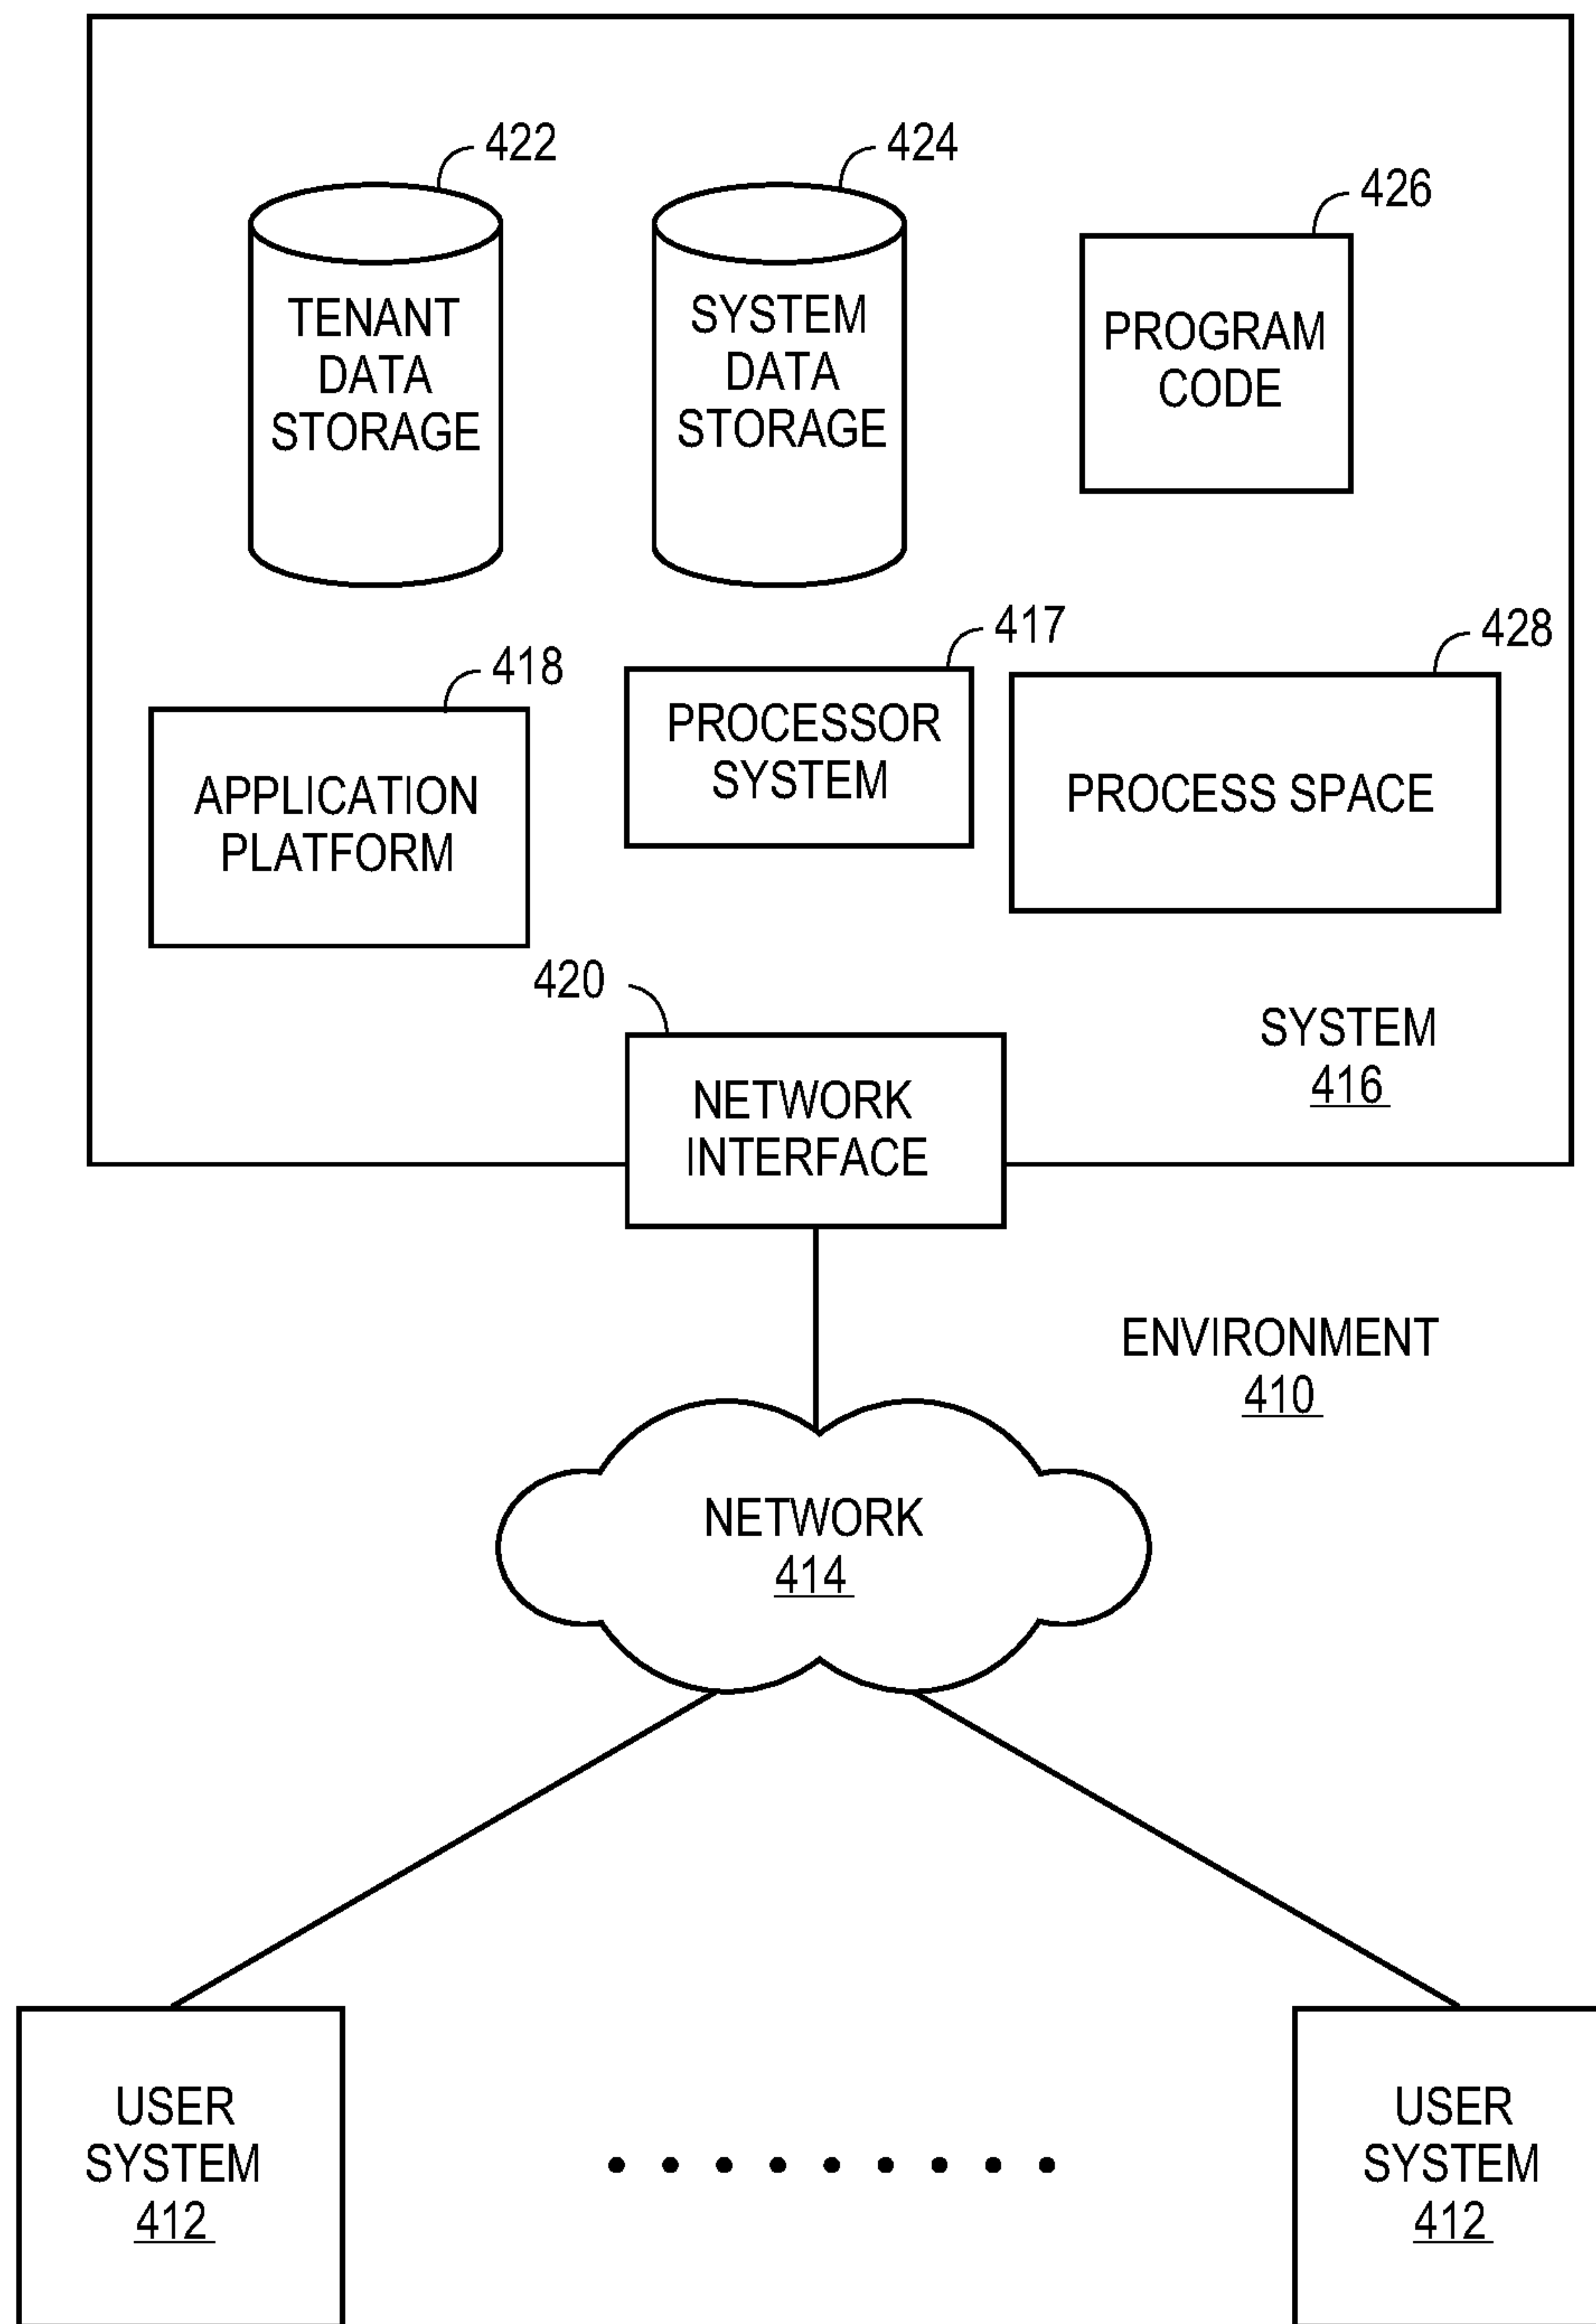 422
424
426
TENANT
DATA
STORAGE
SYSTEM
DATA
STORAGE
PROGRAM
CODE
418
417
428
APPLICATION
PLATFORM
PROCESSOR
SYSTEM
PROCESS SPACE
420
NETWORK
INTERFACE
SYSTEM
416
ENVIRONMENT
410
NETWORK
414
USER
SYSTEM
412
USER
SYSTEM
412